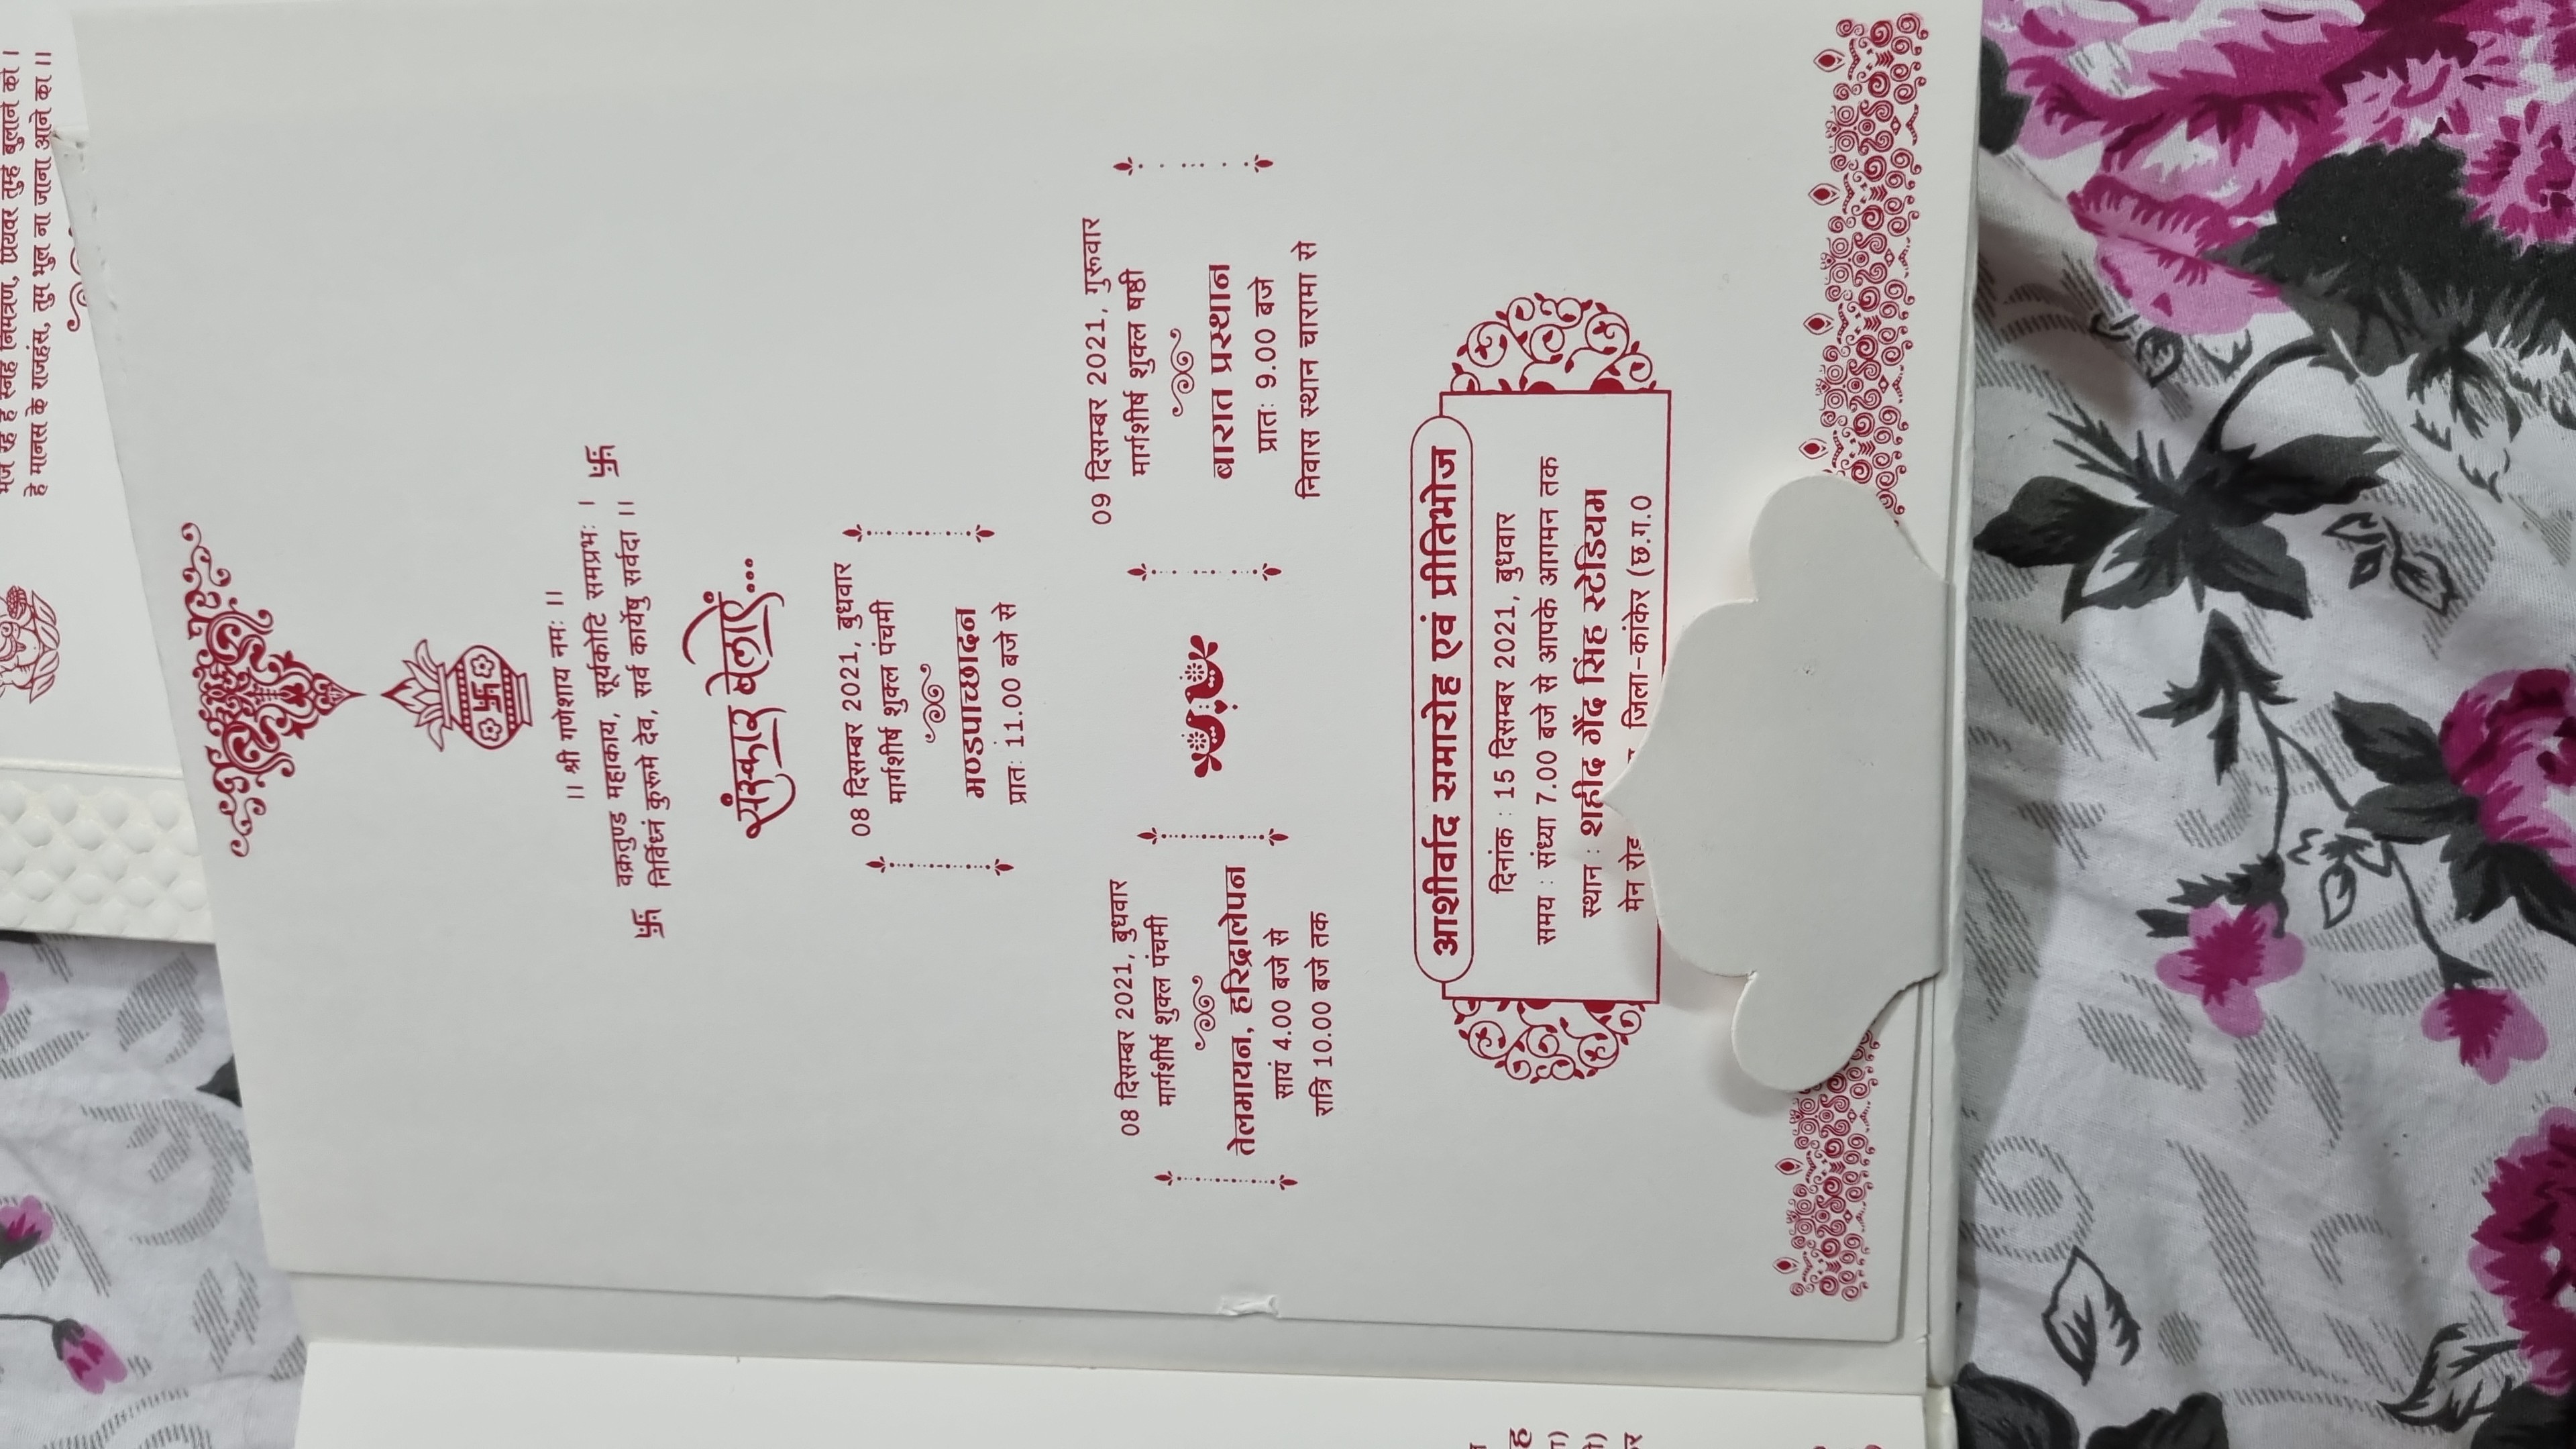 भेज रहे है स्नेह निमंत्रण, प्रियवर तुम्हे बुलाने को ।
हे मानस के राजहंस, तुम भुल ना जाना आने का ।।
।। श्री गणेशाय नमः ।।
वक्रतुण्ड महाकाय, सूर्यकोटि समप्रभः ।
निर्विध्नं कुरूमे देव, सर्व कार्येषु सर्वदा ।।
संस्कार बेलाऐं...
08 दिसम्बर 2021, बुधवार
मार्गशीर्ष शुक्ल पंचमी
मण्डपाच्छादन
प्रातः 11.00 बजे से
08 दिसम्बर 2021, बुधवार
मार्गशीर्ष शुक्ल पंचमी
तेलमायन, हरिद्रालेपन
सायं 4.00 बजे से
रात्रि 10.00 बजे तक
09 दिसम्बर 2021, गुरूवार
मार्गशीर्ष शुक्ल षष्ठी
बारात प्रस्थान
प्रातः 9.00 बजे
निवास स्थान चारामा से
आशीर्वाद समारोह एवं प्रीतिभोज
दिनांक : 15 दिसम्बर 2021, बुधवार
समय : संध्या 7.00 बजे से आपके आगमन तक
स्थान : शहीद गैंद सिंह स्टेडियम
मेन रोड जिला-कांकेर (छ.ग.0